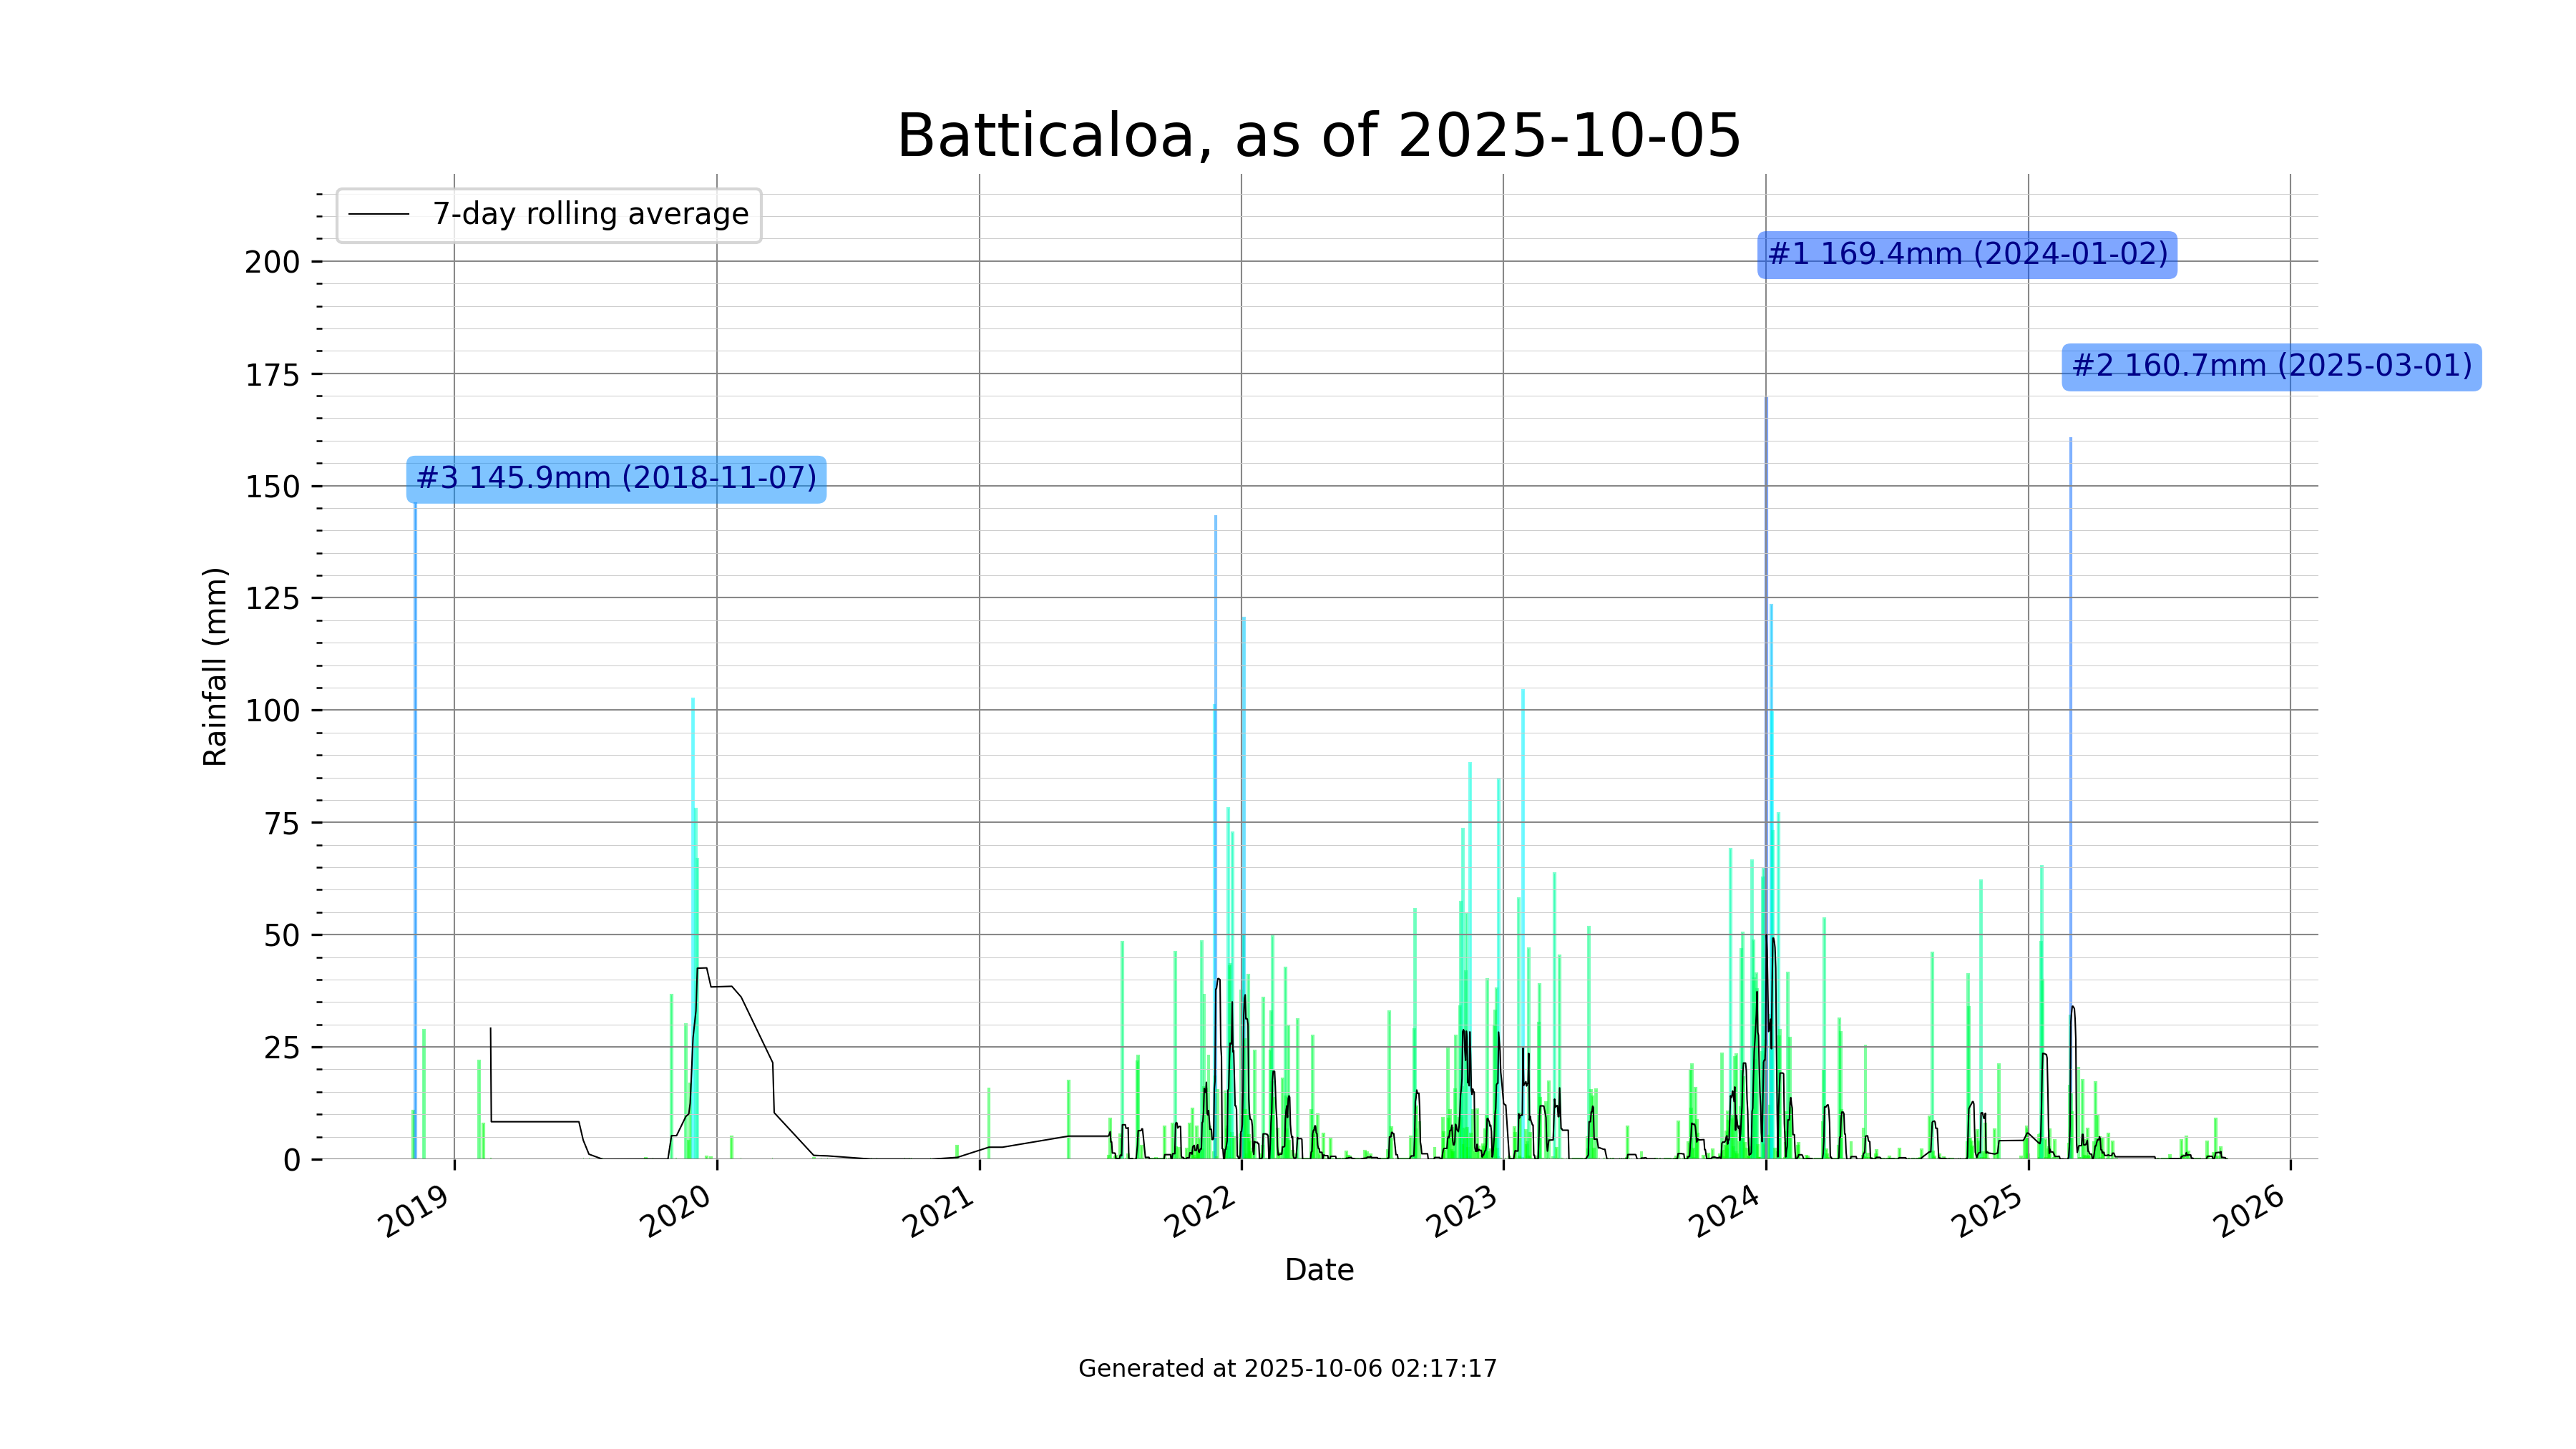 Batticaloa, as of 2025-10-05
7-day rolling average
#1 169.4mm (2024-01-02)
#2 160.7mm (2025-03-01)
#3 145.9mm (2018-11-07)
Rainfall (mm)
200
175
150
125
100
75
50
25
0
2019
2020
2021
2022
2023
2024
2025
2026
Date
Generated at 2025-10-06 02:17:17